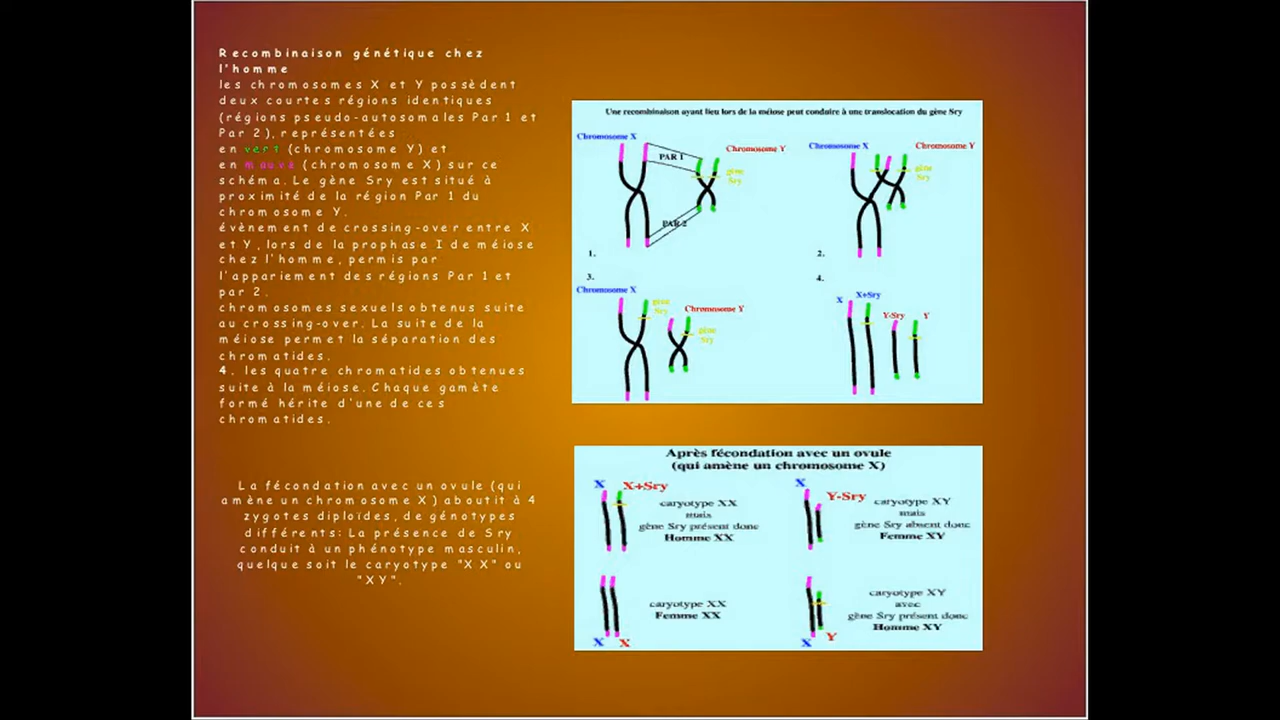 Recombinaison génétique chez
l'homme
les chromosomes X et Y possèdent
deux courtes régions identiques
(régions pseudo-autosomales Par 1 et
Par 2), représentées
en vert (chromosome Y) et
en mauve (chromosome X) sur ce
schéma. Le gène Sry est situé à
proximité de la région Par 1 du
chromosome Y.
évènement de crossing-over entre X
et Y, lors de la prophase I de méiose
chez l'homme, permis par
l'appariement des régions Par 1 et
par 2.
chromosomes sexuels obtenus suite
au crossing-over. La suite de la
méiose permet la séparation des
chromatides.
4. les quatre chromatides obtenues
suite à la méiose. Chaque gamète
formé hérite d'une de ces
chromatides.
La fécondation avec un ovule (qui
amène un chromosome X) aboutit à 4
zygotes diploïdes, de génotypes
différents: La présence de Sry
conduit à un phénotype masculin,
quelque soit le caryotype "XX" ou
"XY".
Une recombinaison ayant lieu lors de la méiose peut conduire à une translocation du gène Sry
Chromosome X
PAR 1
Chromosome Y
gène
Sry
PAR 2
1.
Chromosome X
Chromosome Y
gène
Sry
2.
3.
Chromosome X
gène
Sry
Chromosome Y
gène
Sry
4.
X
X+Sry
Y-Sry
Y
Après fécondation avec un ovule
(qui amène un chromosome X)
X
X+Sry
caryotype XX
mais
gène Sry présent donc
Homme XX
X
Y-Sry
caryotype XY
mais
gène Sry absent donc
Femme XY
caryotype XX
Femme XX
X
X
caryotype XY
avec
gène Sry présent donc
Homme XY
X
Y